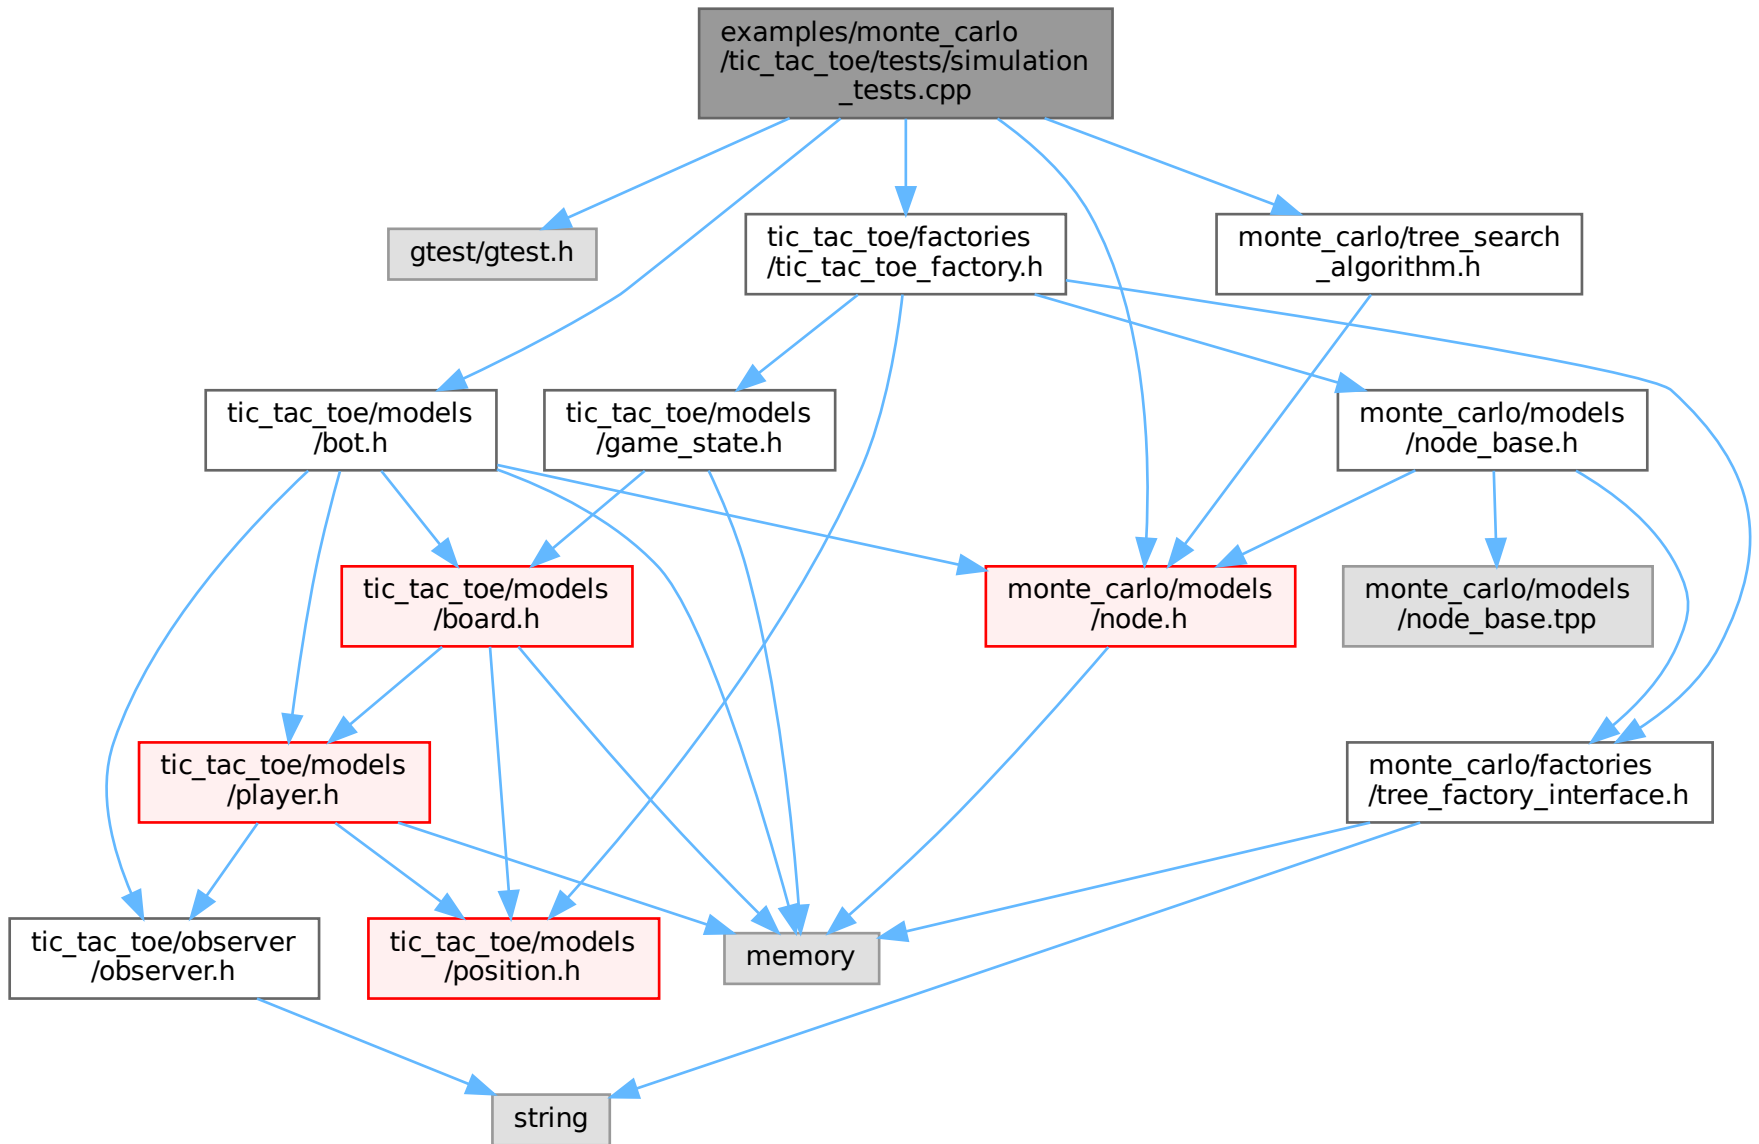 examples/monte_carlo
/tic_tac_toe/tests/simulation
_tests.cpp
gtest/gtest.h
tic_tac_toe/factories
/tic_tac_toe_factory.h
monte_carlo/tree_search
_algorithm.h
tic_tac_toe/models
/bot.h
tic_tac_toe/models
/game_state.h
monte_carlo/models
/node_base.h
tic_tac_toe/models
/board.h
monte_carlo/models
/node.h
monte_carlo/models
/node_base.tpp
tic_tac_toe/models
/player.h
monte_carlo/factories
/tree_factory_interface.h
tic_tac_toe/observer
/observer.h
tic_tac_toe/models
/position.h
memory
string